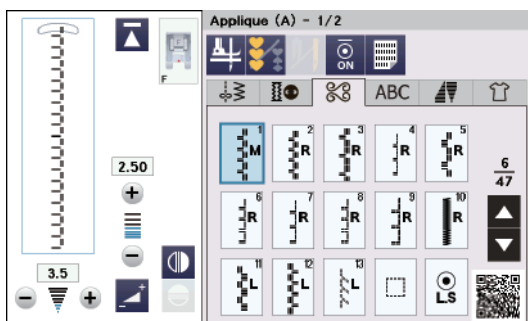 Applique (A) - 1/2
F
ON
ABC
2.50
3.5
1 M
2 R
3 R
4 R
5 R
6
47
6 R
7 R
8 R
9 R
10 R
11 L
12 L
13 L
L.S